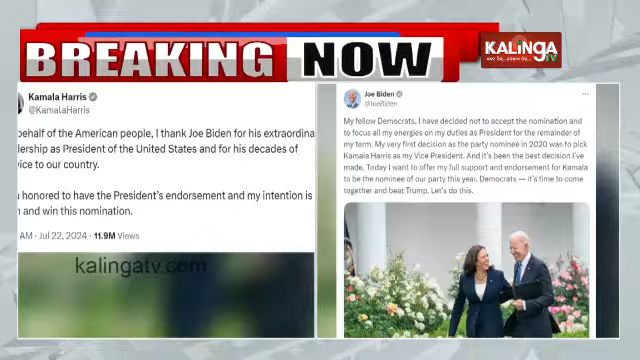 BREAKING NOW
KALINGA
TV
Kamala Harris
@KamalaHarris
behalf of the American people, I thank Joe Biden for his extraordina
dership as President of the United States and for his decades of
vice to our country.
honored to have the President's endorsement and my intention is
n and win this nomination.
AM · Jul 22, 2024 · 11.9M Views
kalingatv.com
Joe Biden
@JoeBiden
My fellow Democrats, I have decided not to accept the nomination and
to focus all my energies on my duties as President for the remainder of
my term. My very first decision as the party nominee in 2020 was to pick
Kamala Harris as my Vice President. And it's been the best decision I've
made. Today I want to offer my full support and endorsement for Kamala
to be the nominee of our party this year. Democrats — it's time to come
together and beat Trump. Let's do this.